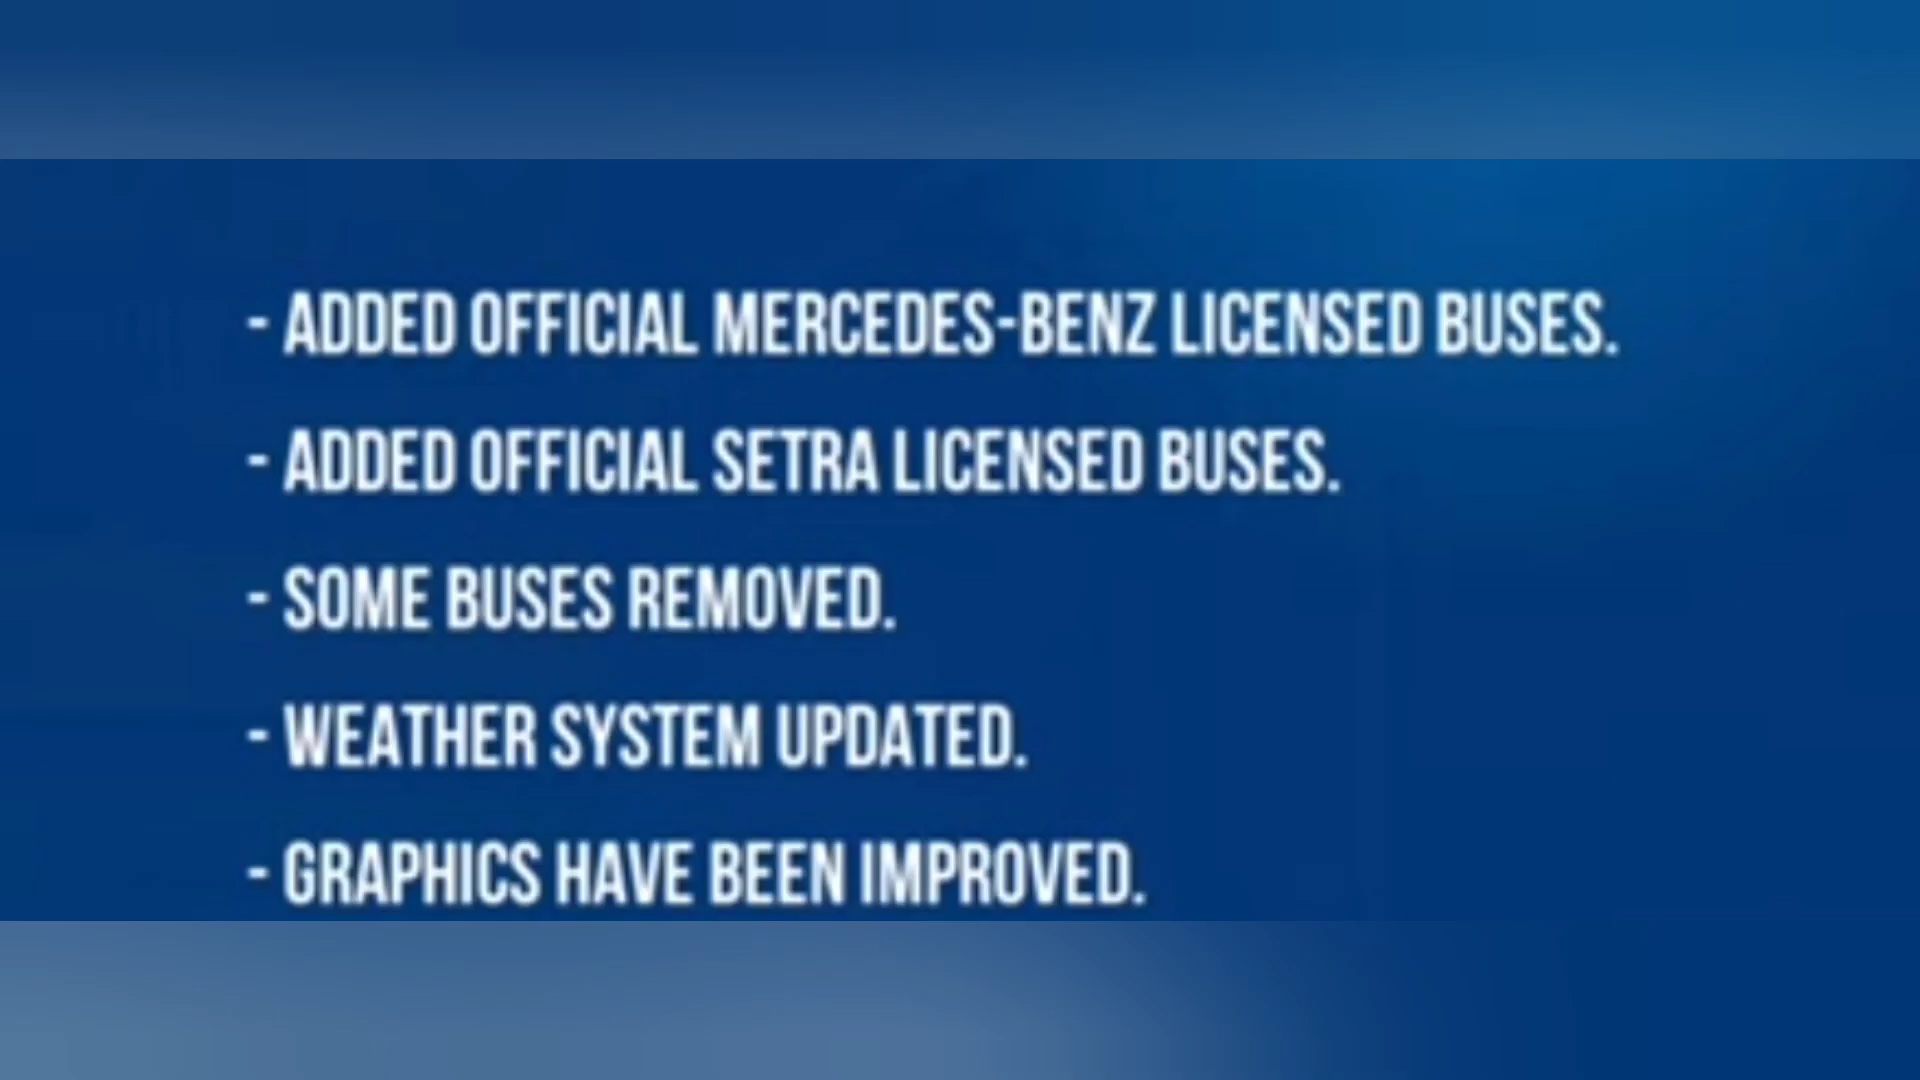 - ADDED OFFICIAL MERCEDES-BENZ LICENSED BUSES.
- ADDED OFFICIAL SETRA LICENSED BUSES.
- SOME BUSES REMOVED.
- WEATHER SYSTEM UPDATED.
- GRAPHICS HAVE BEEN IMPROVED.